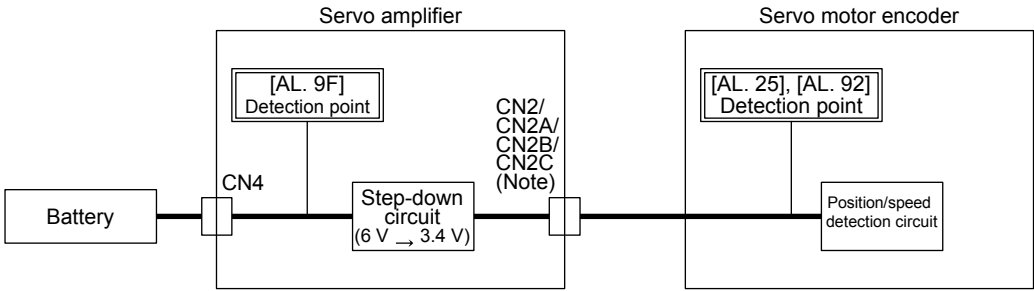 Servo amplifier
Servo motor encoder
[AL. 9F]
Detection point
[AL. 25], [AL. 92]
Detection point
CN2/
CN2A/
CN2B/
CN2C
(Note)
CN4
Battery
Step-down
circuit
(6 V → 3.4 V)
Position/speed
detection circuit